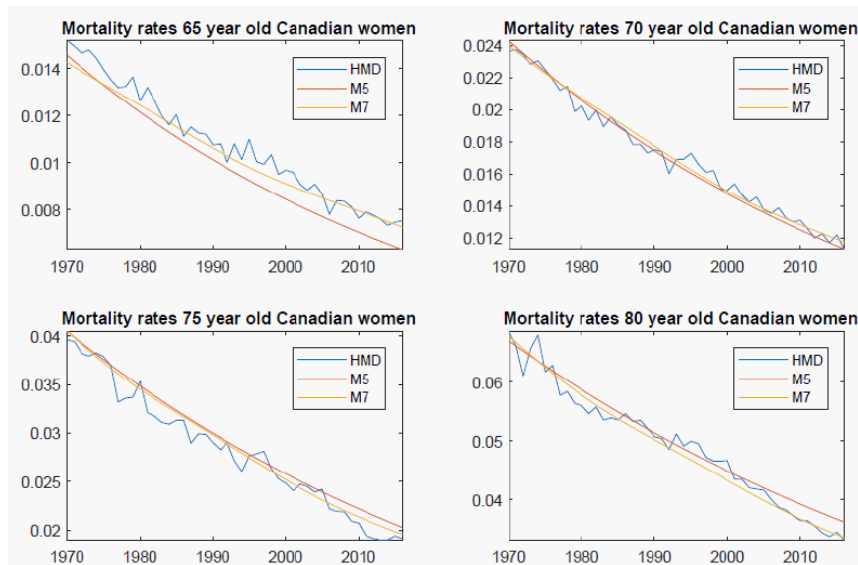 Mortality rates 65 year old Canadian women
0.014
0.012
0.01
0.008
HMD
M5
M7
1970 1980 1990 2000 2010
Mortality rates 70 year old Canadian women
0.024
0.022
0.02
0.018
0.016
0.014
0.012
HMD
M5
M7
1970 1980 1990 2000 2010
Mortality rates 75 year old Canadian women
0.04
0.035
0.03
0.025
0.02
HMD
M5
M7
1970 1980 1990 2000 2010
Mortality rates 80 year old Canadian women
0.06
0.05
0.04
HMD
M5
M7
1970 1980 1990 2000 2010